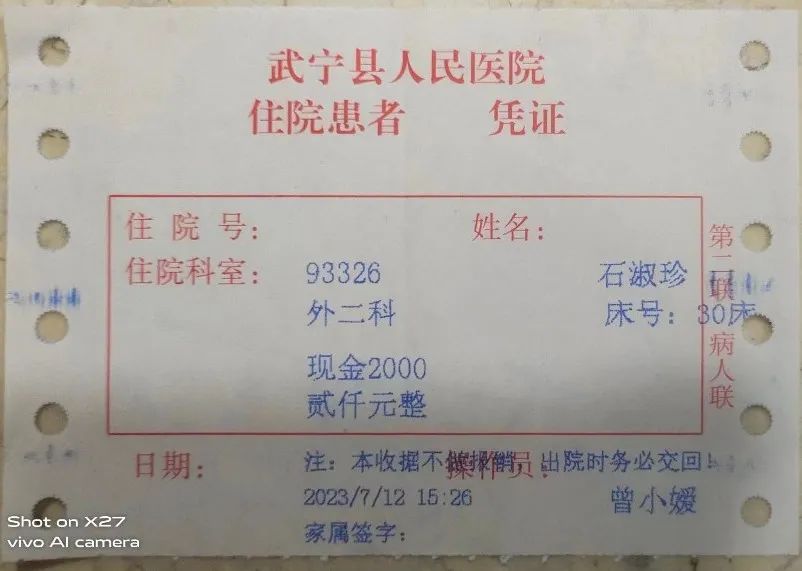 武宁县人民医院
住院患者 凭证
住院号: 姓名:
住院科室: 93326 石淑珍
外二科 床号: 30床
现金2000
贰仟元整
第二联 病人联
日期: 操作员:
注: 本收据不做报销, 出院时务必交回!
2023/7/12 15:26 曾小嫒
家属签字:
Shot on X27
vivo AI camera